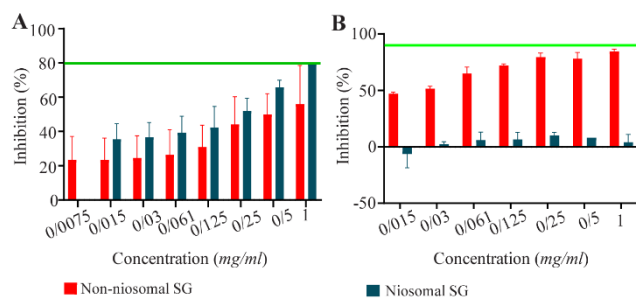 A
Inhibition (%)
100
80
60
40
20
0
0/0075 0/015 0/03 0/061 0/125 0/25 0/5 1
Concentration (mg/ml)
B
Inhibition (%)
100
50
0
-50
0/015 0/03 0/061 0/125 0/25 0/5 1
Concentration (mg/ml)
Non-niosomal SG
Niosomal SG